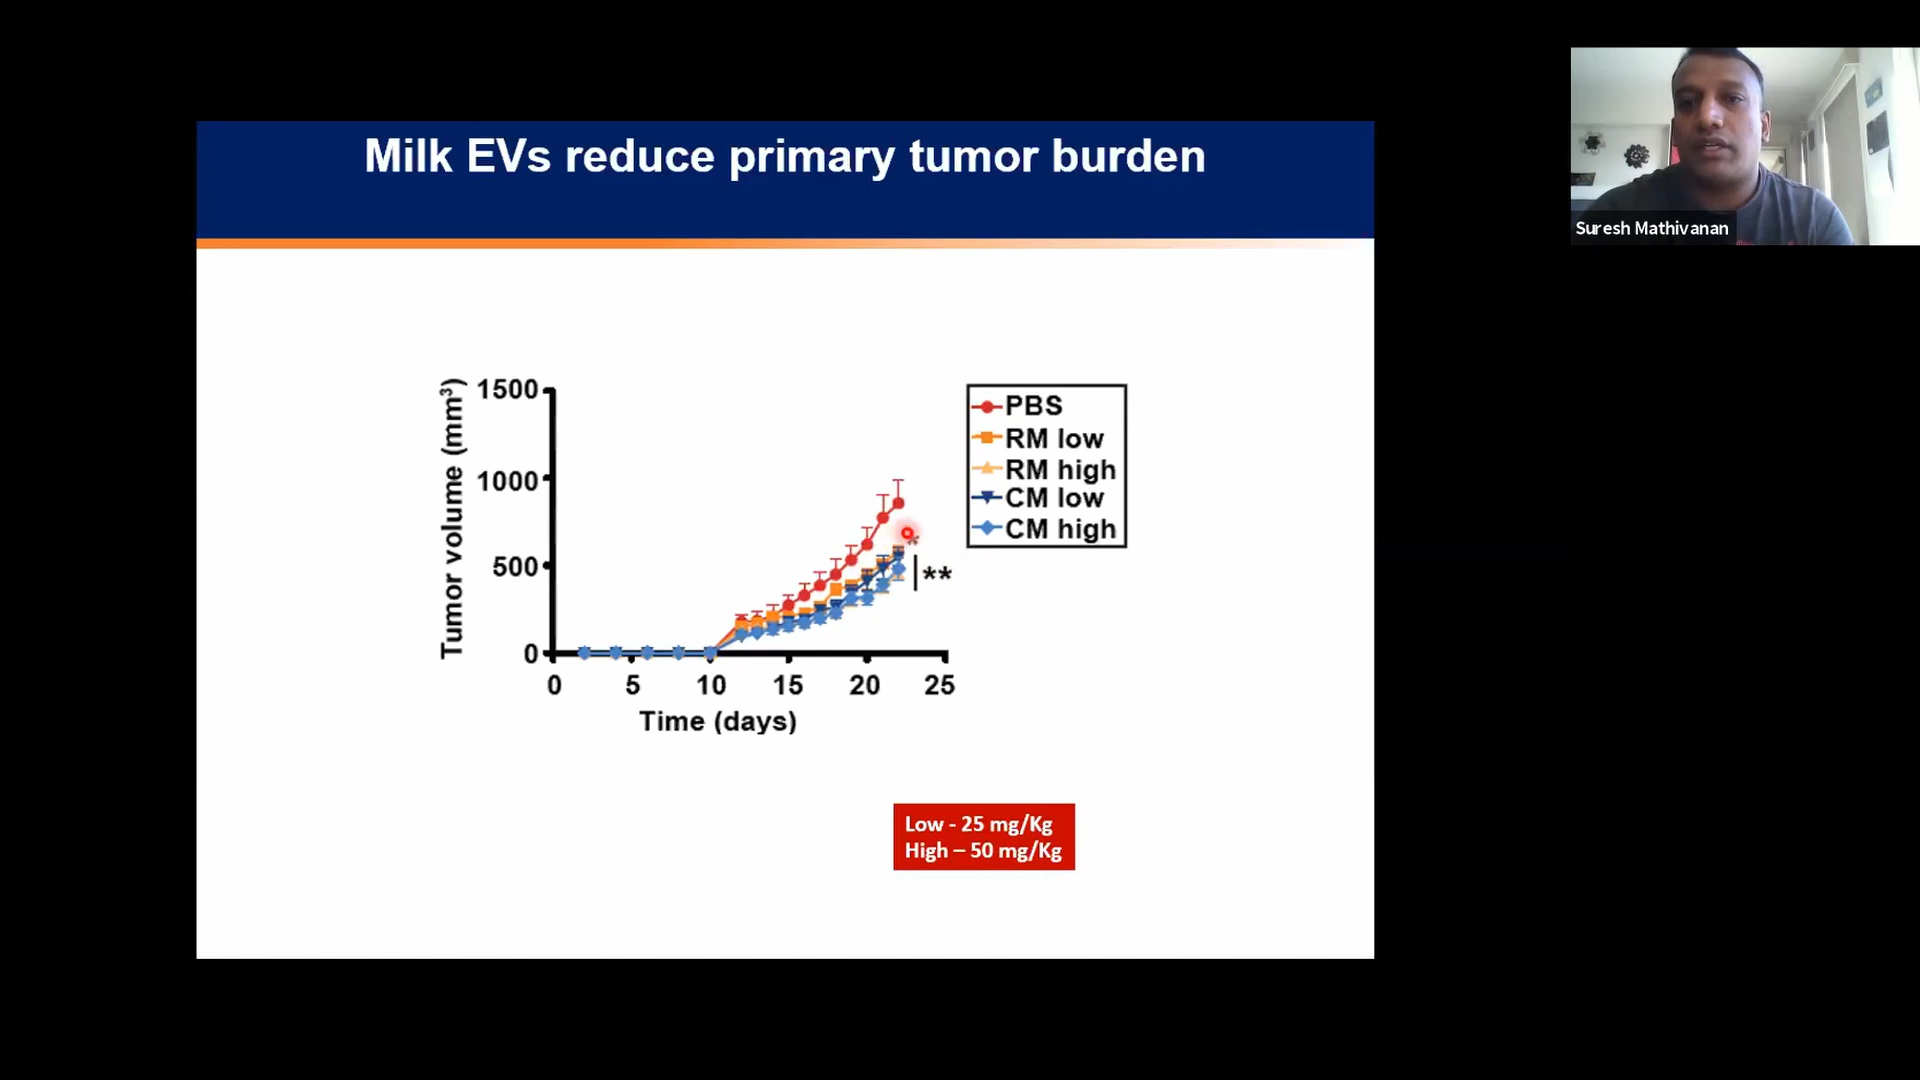 Milk EVs reduce primary tumor burden
Suresh Mathivanan
Tumor volume (mm³)
1500
1000
500
0
0 5 10 15 20 25
Time (days)
PBS
RM low
RM high
CM low
CM high
*
**
Low - 25 mg/Kg
High – 50 mg/Kg